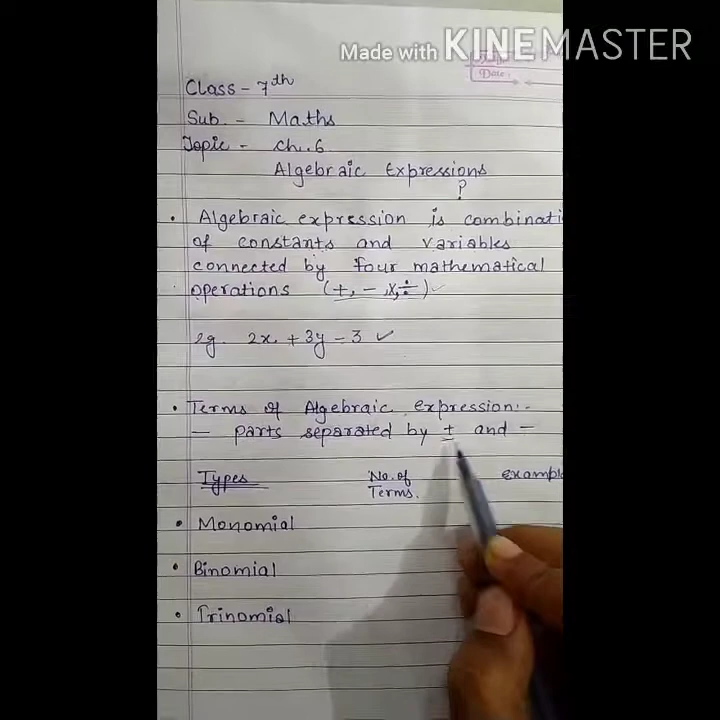 Made with KINEMASTER
Date:
Class - 7th
Sub. - Maths
Topic - Ch. 6
Algebraic Expressions
?
• Algebraic expression is combinati
of constants and variables
connected by four mathematical
operations (+, -, x, ÷) ✓
eg. 2x + 3y - 3 ✓
• Terms of Algebraic expression:-
- parts separated by + and -
Types No. of Terms. exampl
• Monomial
• Binomial
• Trinomial